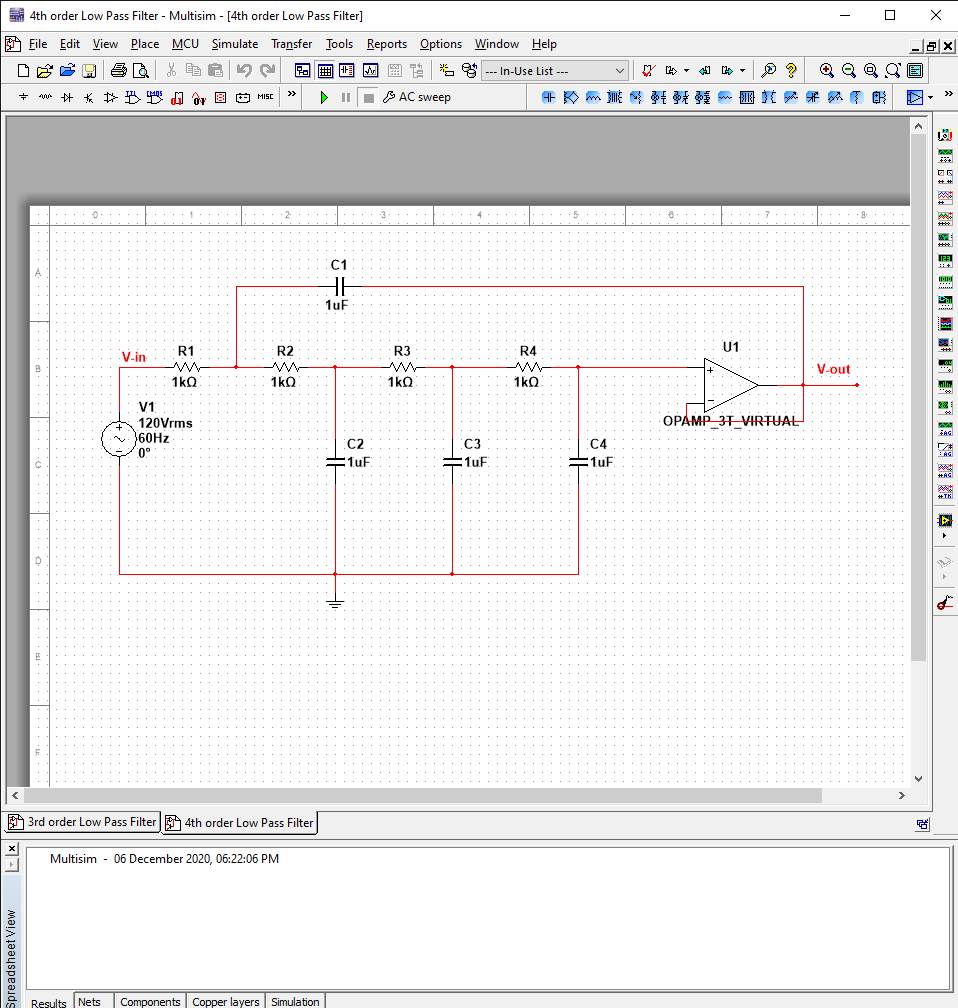 4th order Low Pass Filter - Multisim - [4th order Low Pass Filter]
File Edit View Place MCU Simulate Transfer Tools Reports Options Window Help
--- In-Use List ---
MISC » AC sweep »
0 1 2 3 4 5 6 7 8
A
C1
1uF
B
V-in
R1
1kΩ
R2
1kΩ
R3
1kΩ
R4
1kΩ
U1
V-out
OPAMP_3T_VIRTUAL
V1
120Vrms
60Hz
0°
C
C2
1uF
C3
1uF
C4
1uF
D
E
F
3rd order Low Pass Filter
4th order Low Pass Filter
Multisim - 06 December 2020, 06:22:06 PM
Spreadsheet View
Results Nets Components Copper layers Simulation